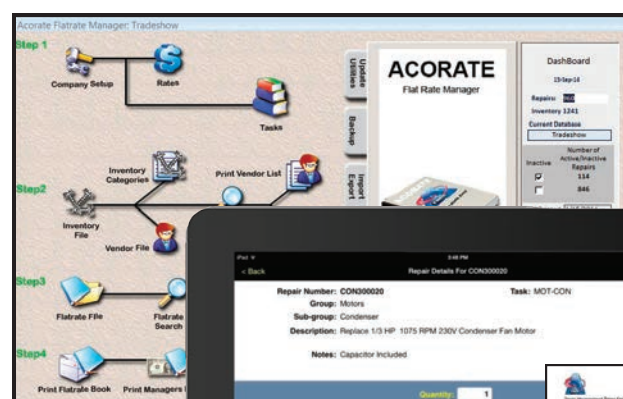 Acorate Flatrate Manager: Tradeshow
Step 1
Company Setup
Rates
Tasks
Update
Utilities
Backup
Import
Export
ACORATE
Flat Rate Manager
DashBoard
Repairs:
Inventory 1241
Current Database
Tradeshow
Number of
Inactive Active/Inactive
Repairs
114
846
Step2
Inventory
Categories
Print Vendor List
Inventory
File
Vendor File
Step3
Flatrate File
Flatrate
Search
Step4
Print Flatrate Book
Print Managers
iPad
3:46 PM
< Back
Repair Details For CON300020
Repair Number: CON300020
Task: MOT-CON
Group: Motors
Sub-group: Condenser
Description: Replace 1/3 HP 1075 RPM 230V Condenser Fan Motor
Notes: Capacitor Included
Quantity: 1